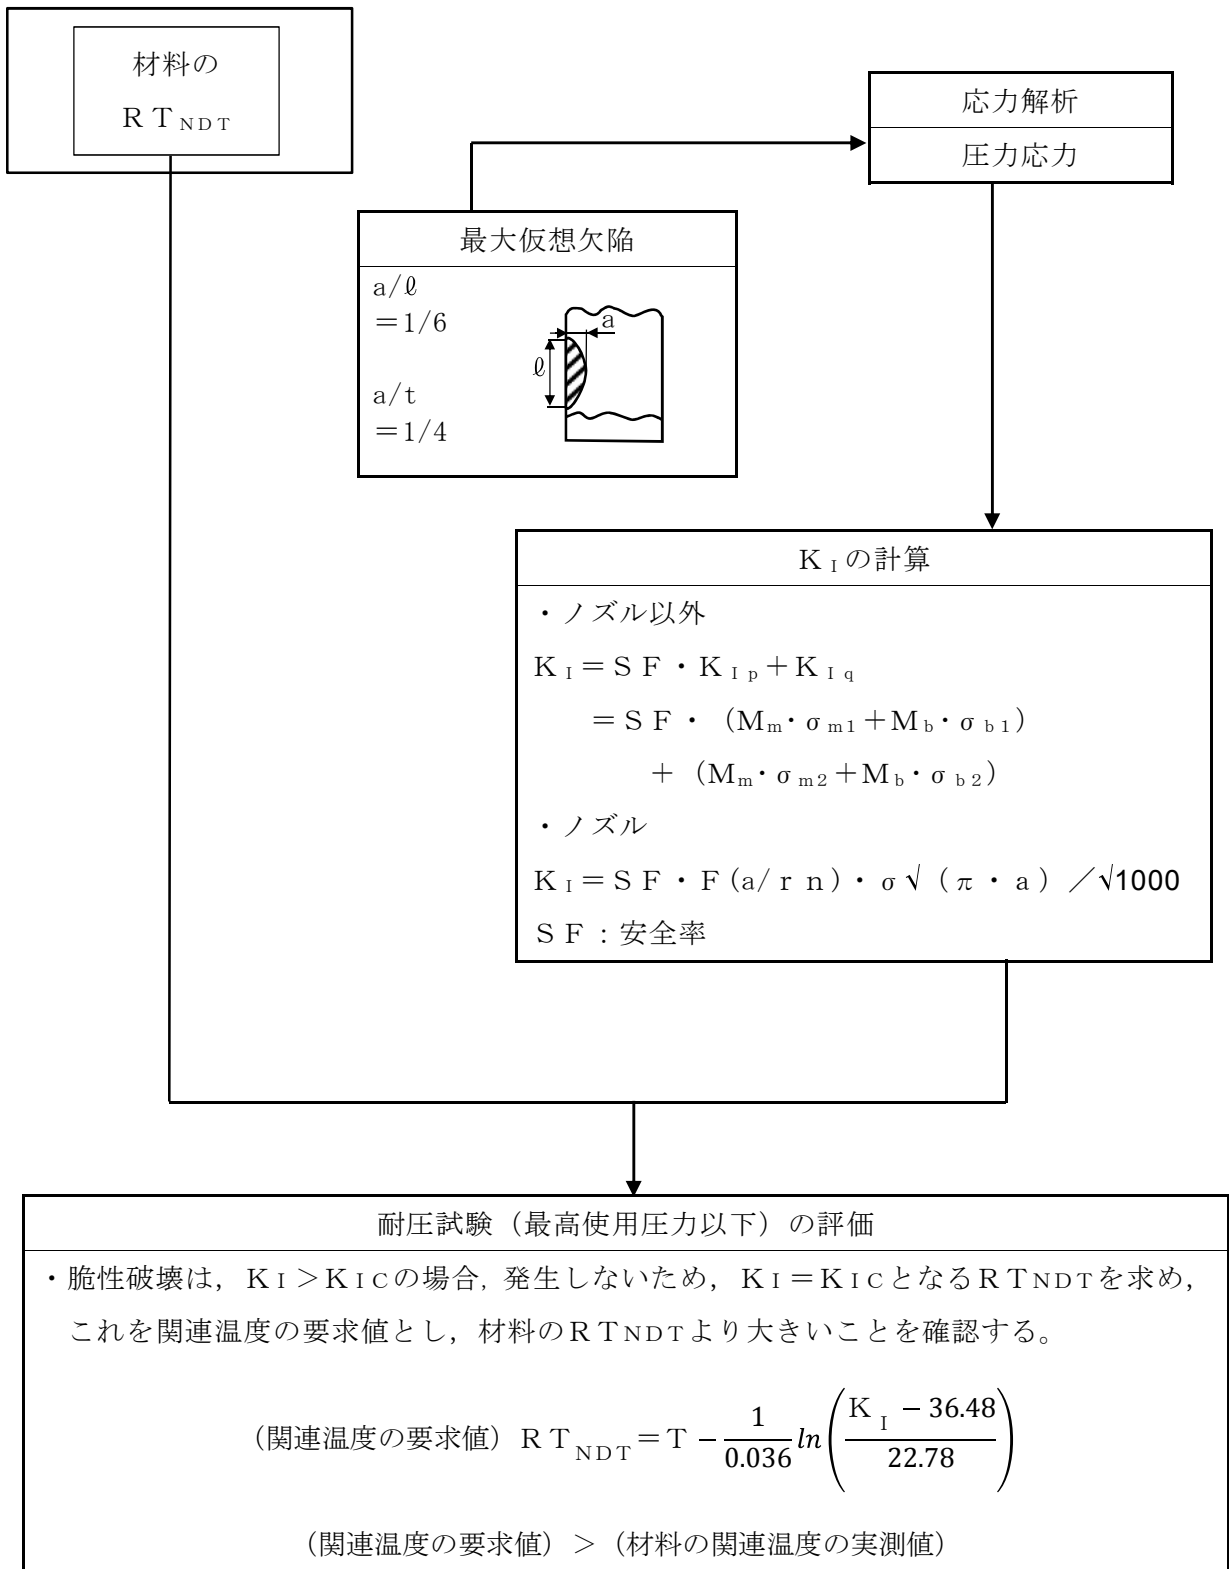 材料の
ＲＴNDT
応力解析
圧力応力
最大仮想欠陥
a/ℓ
＝1/6
a/t
＝1/4
a
ℓ
ＫIの計算
・ノズル以外
ＫI＝ＳＦ・ＫIp＋ＫIq
＝ＳＦ・（Mm・σm1＋Mb・σb1）
＋（Mm・σm2＋Mb・σb2）
・ノズル
ＫI＝ＳＦ・Ｆ(a/ｒｎ)・σ√（π・a）／√1000
ＳＦ：安全率
耐圧試験（最高使用圧力以下）の評価
・脆性破壊は，ＫI＞ＫICの場合,発生しないため，ＫI＝ＫICとなるＲＴNDTを求め，
これを関連温度の要求値とし，材料のＲＴNDTより大きいことを確認する。
（関連温度の要求値）ＲＴNDT＝Ｔ－1/0.036 ln(（ＫI－36.48）/22.78)
（関連温度の要求値）＞（材料の関連温度の実測値）